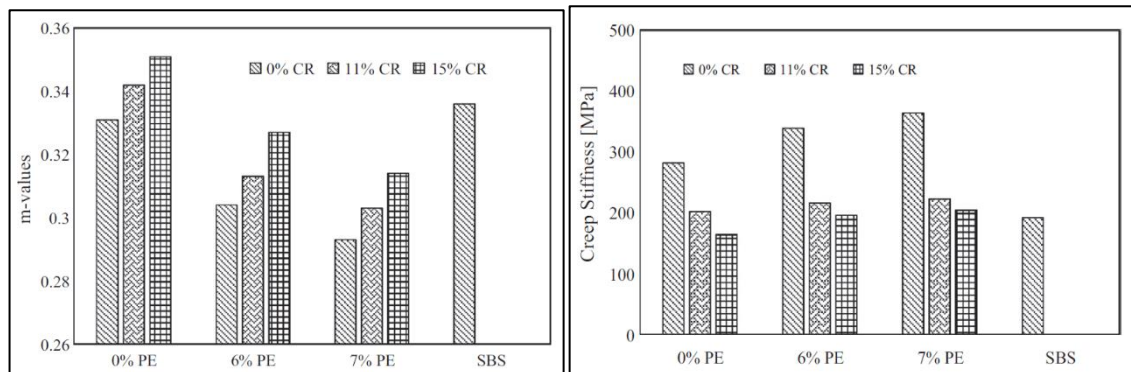 0.36
0.34
0.32
0.3
0.28
0.26
m-values
0% CR 11% CR 15% CR
0% PE 6% PE 7% PE SBS
500
400
300
200
100
0
Creep Stiffness [MPa]
0% CR 11% CR 15% CR
0% PE 6% PE 7% PE SBS